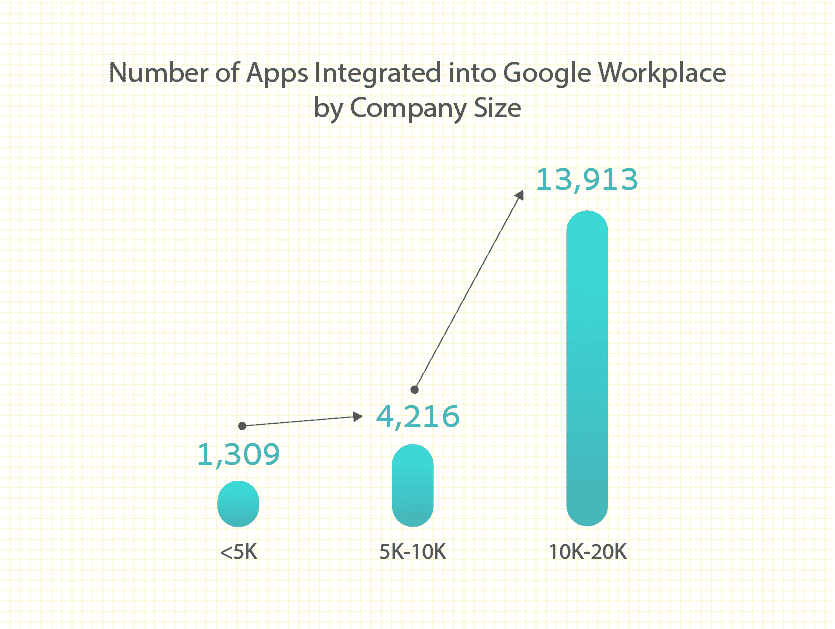 Number of Apps Integrated into Google Workplace
by Company Size
13,913
4,216
1,309
<5K
5K-10K
10K-20K